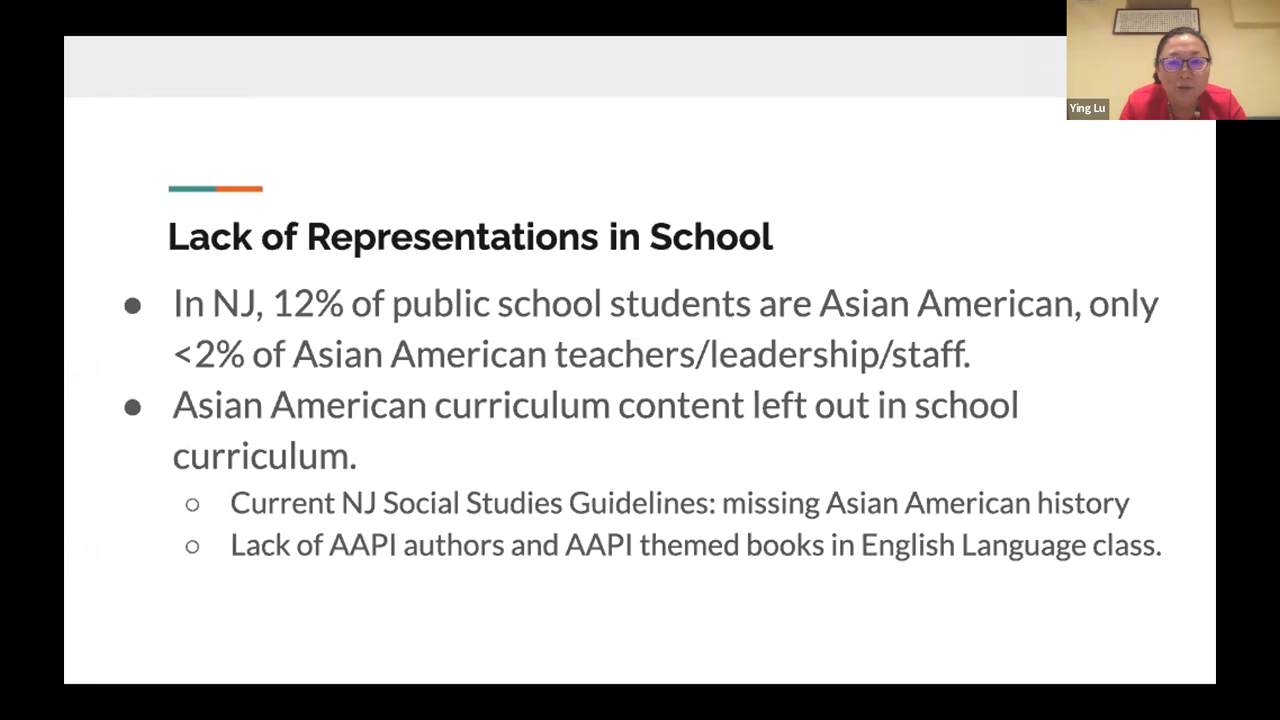 Ying Lu
Lack of Representations in School
● In NJ, 12% of public school students are Asian American, only
<2% of Asian American teachers/leadership/staff.
● Asian American curriculum content left out in school
curriculum.
○ Current NJ Social Studies Guidelines: missing Asian American history
○ Lack of AAPI authors and AAPI themed books in English Language class.